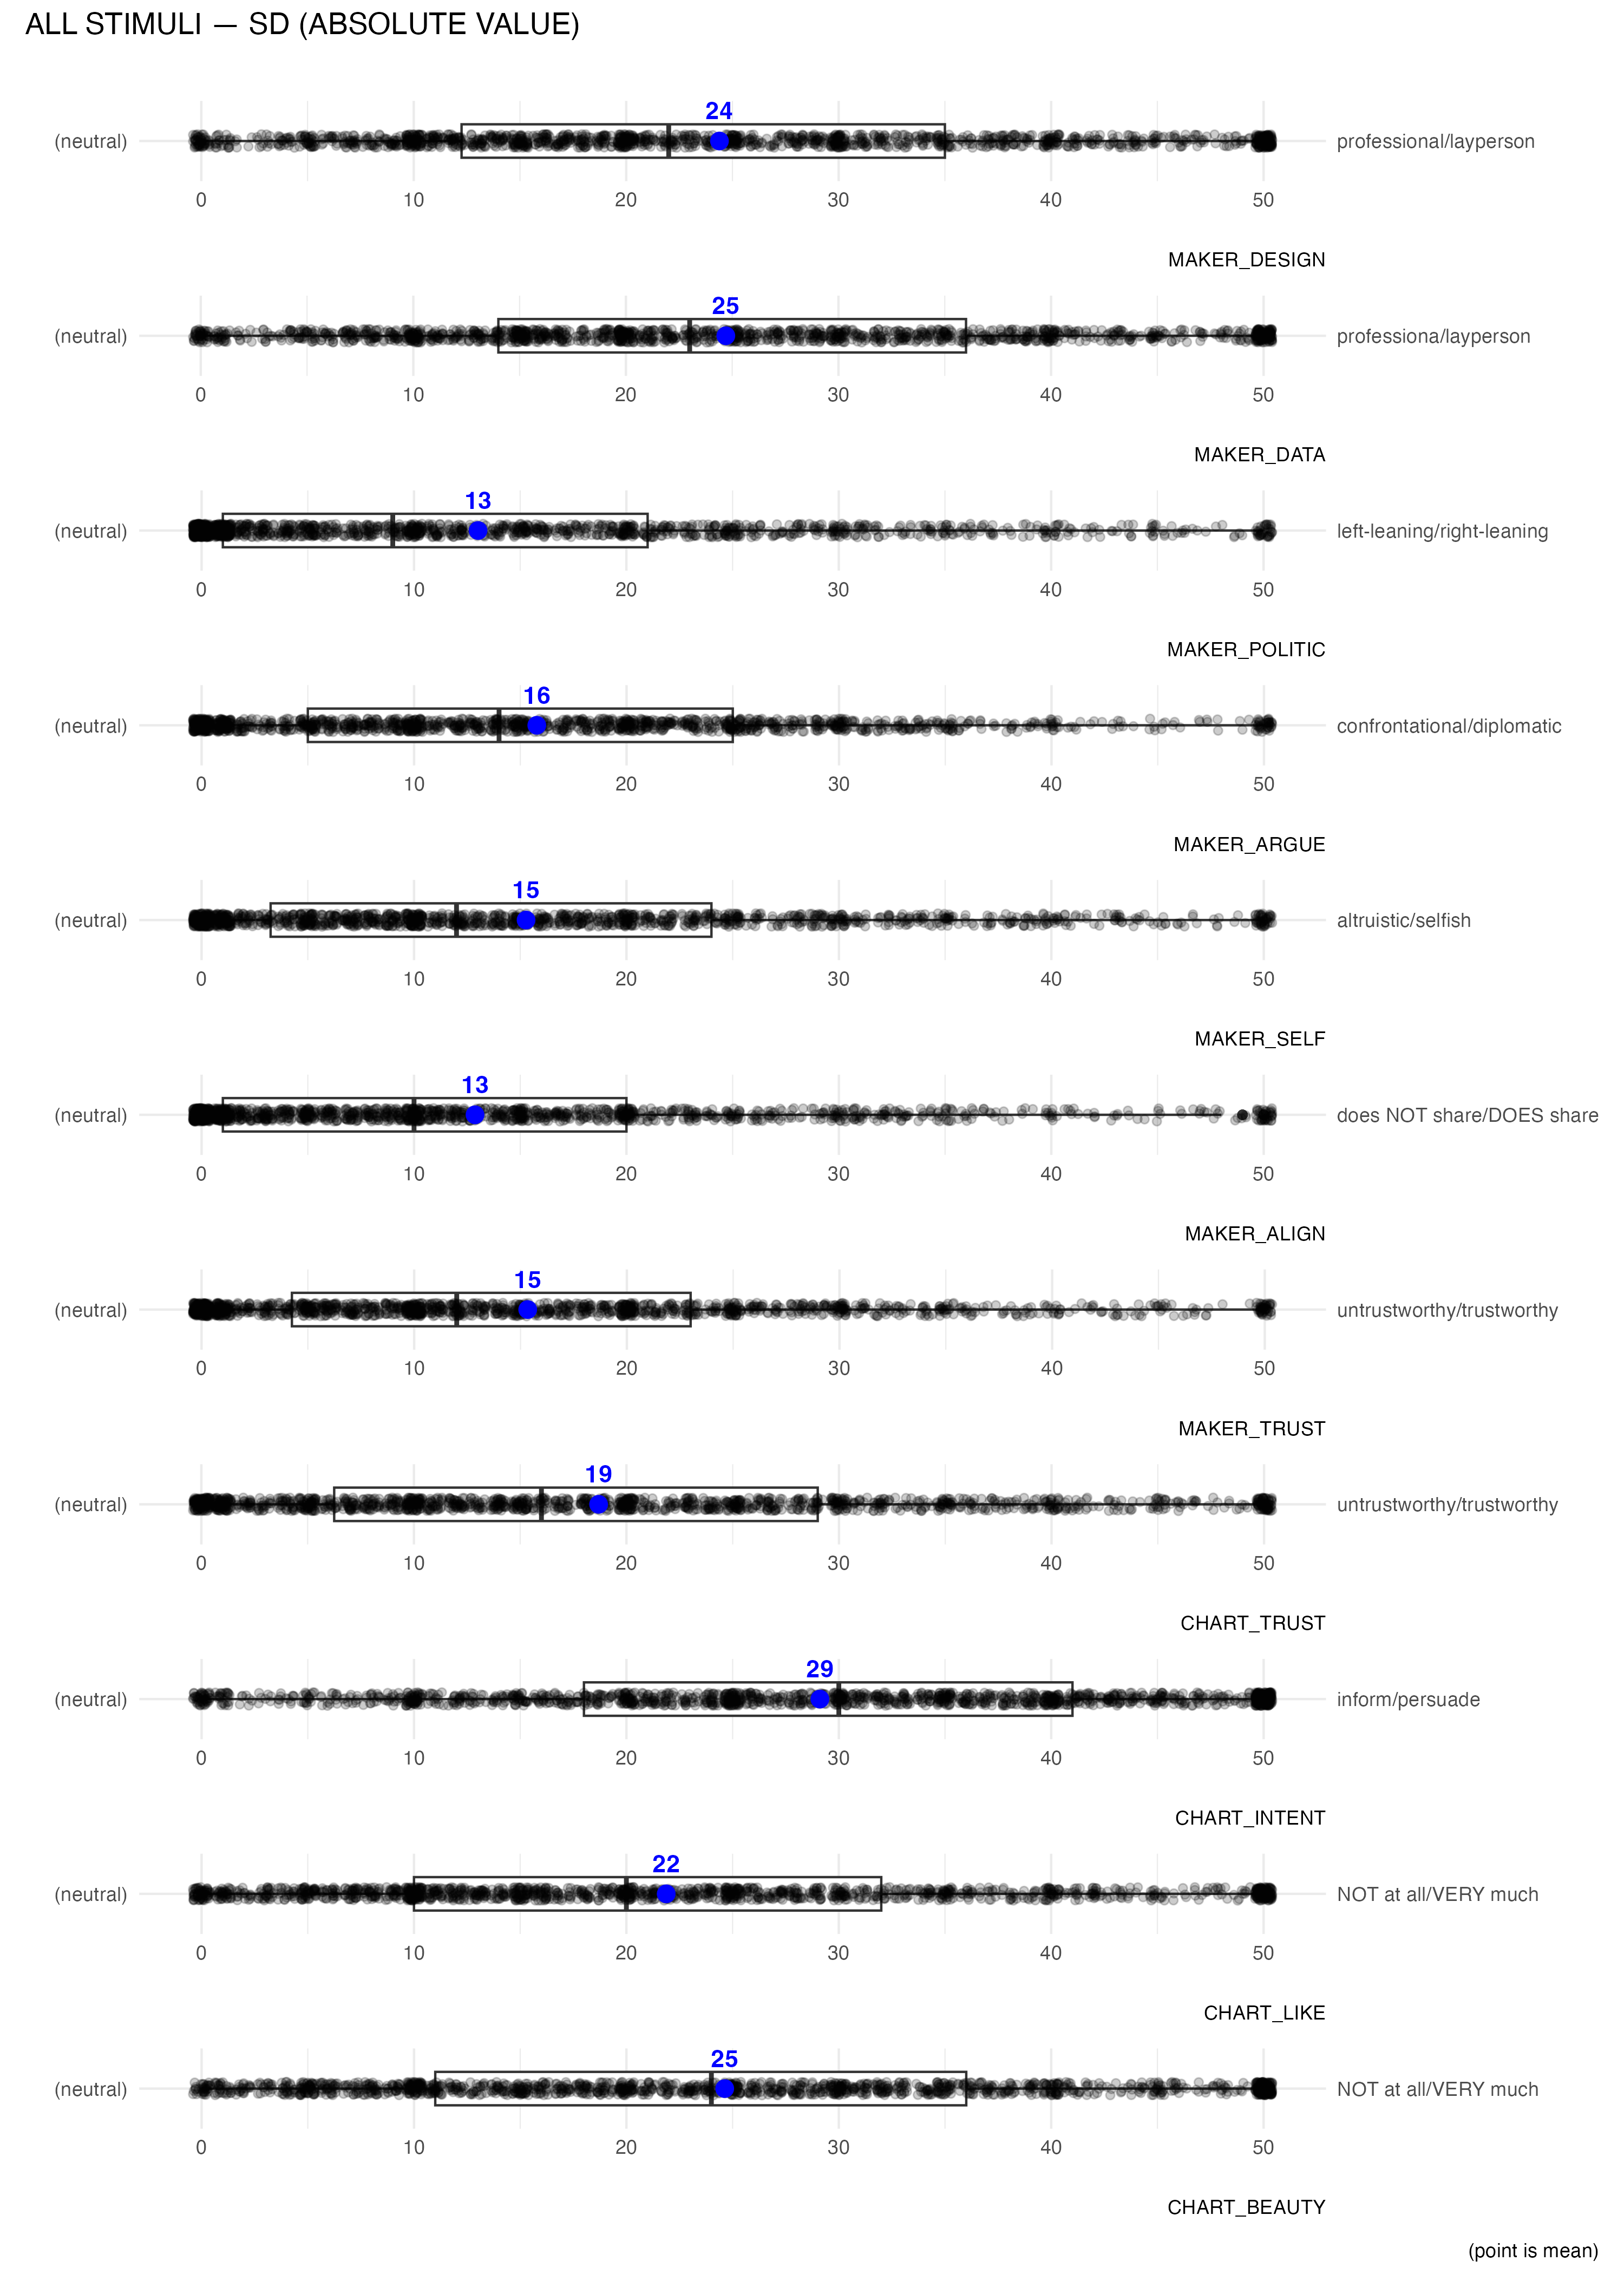 ALL STIMULI — SD (ABSOLUTE VALUE)
24
(neutral) professional/layperson
0 10 20 30 40 50
MAKER_DESIGN
25
(neutral) professiona/layperson
0 10 20 30 40 50
MAKER_DATA
13
(neutral) left-leaning/right-leaning
0 10 20 30 40 50
MAKER_POLITIC
16
(neutral) confrontational/diplomatic
0 10 20 30 40 50
MAKER_ARGUE
15
(neutral) altruistic/selfish
0 10 20 30 40 50
MAKER_SELF
13
(neutral) does NOT share/DOES share
0 10 20 30 40 50
MAKER_ALIGN
15
(neutral) untrustworthy/trustworthy
0 10 20 30 40 50
MAKER_TRUST
19
(neutral) untrustworthy/trustworthy
0 10 20 30 40 50
CHART_TRUST
29
(neutral) inform/persuade
0 10 20 30 40 50
CHART_INTENT
22
(neutral) NOT at all/VERY much
0 10 20 30 40 50
CHART_LIKE
25
(neutral) NOT at all/VERY much
0 10 20 30 40 50
CHART_BEAUTY
(point is mean)